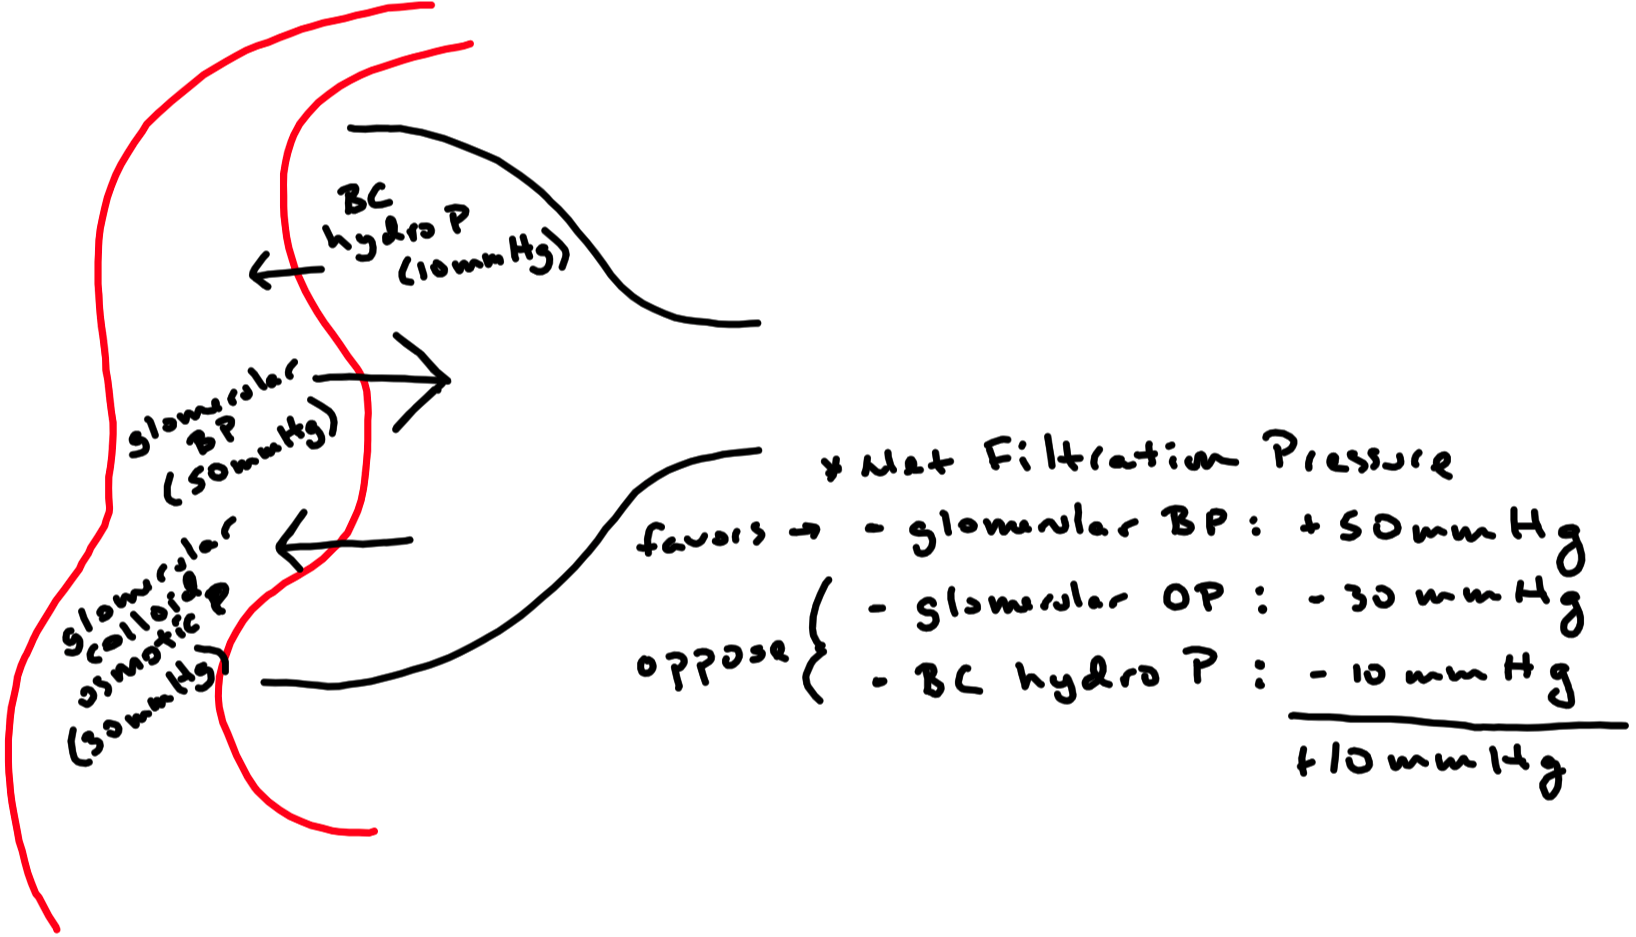 BC
hydro P
(10mmHg)
glomerular
BP
(50mmHg)
glomerular
colloid
osmotic P
(30mmHg)
* Net Filtration Pressure
favors → - glomerular BP: +50mmHg
oppose { - glomerular OP: -30mmHg
- BC hydro P: -10mmHg
+10mmHg